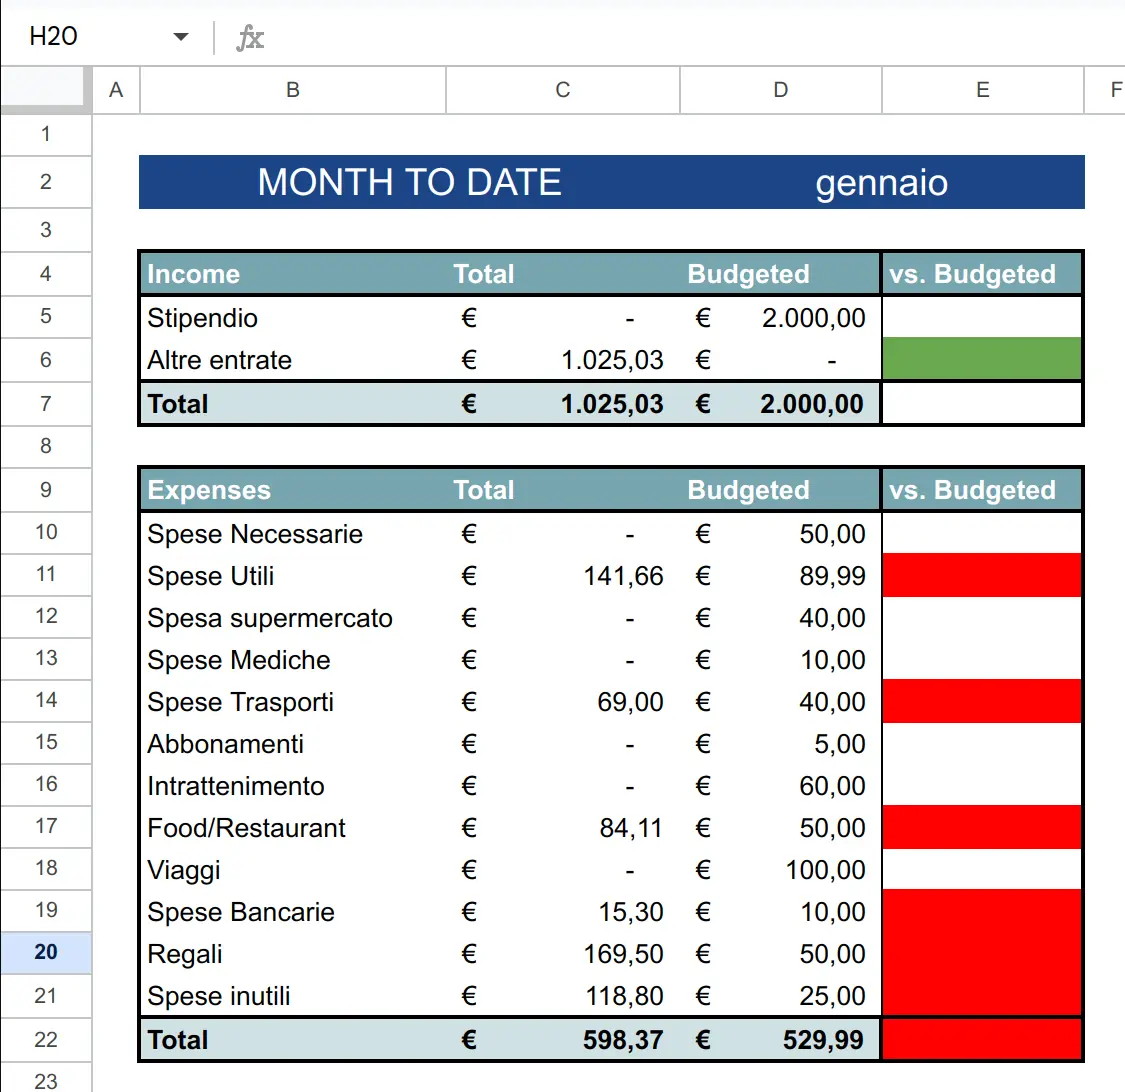 H20 fx
A B C D E F
1
2 MONTH TO DATE gennaio
3
4 Income Total Budgeted vs. Budgeted
5 Stipendio € - € 2.000,00
6 Altre entrate € 1.025,03 € -
7 Total € 1.025,03 € 2.000,00
8
9 Expenses Total Budgeted vs. Budgeted
10 Spese Necessarie € - € 50,00
11 Spese Utili € 141,66 € 89,99
12 Spesa supermercato € - € 40,00
13 Spese Mediche € - € 10,00
14 Spese Trasporti € 69,00 € 40,00
15 Abbonamenti € - € 5,00
16 Intrattenimento € - € 60,00
17 Food/Restaurant € 84,11 € 50,00
18 Viaggi € - € 100,00
19 Spese Bancarie € 15,30 € 10,00
20 Regali € 169,50 € 50,00
21 Spese inutili € 118,80 € 25,00
22 Total € 598,37 € 529,99
23